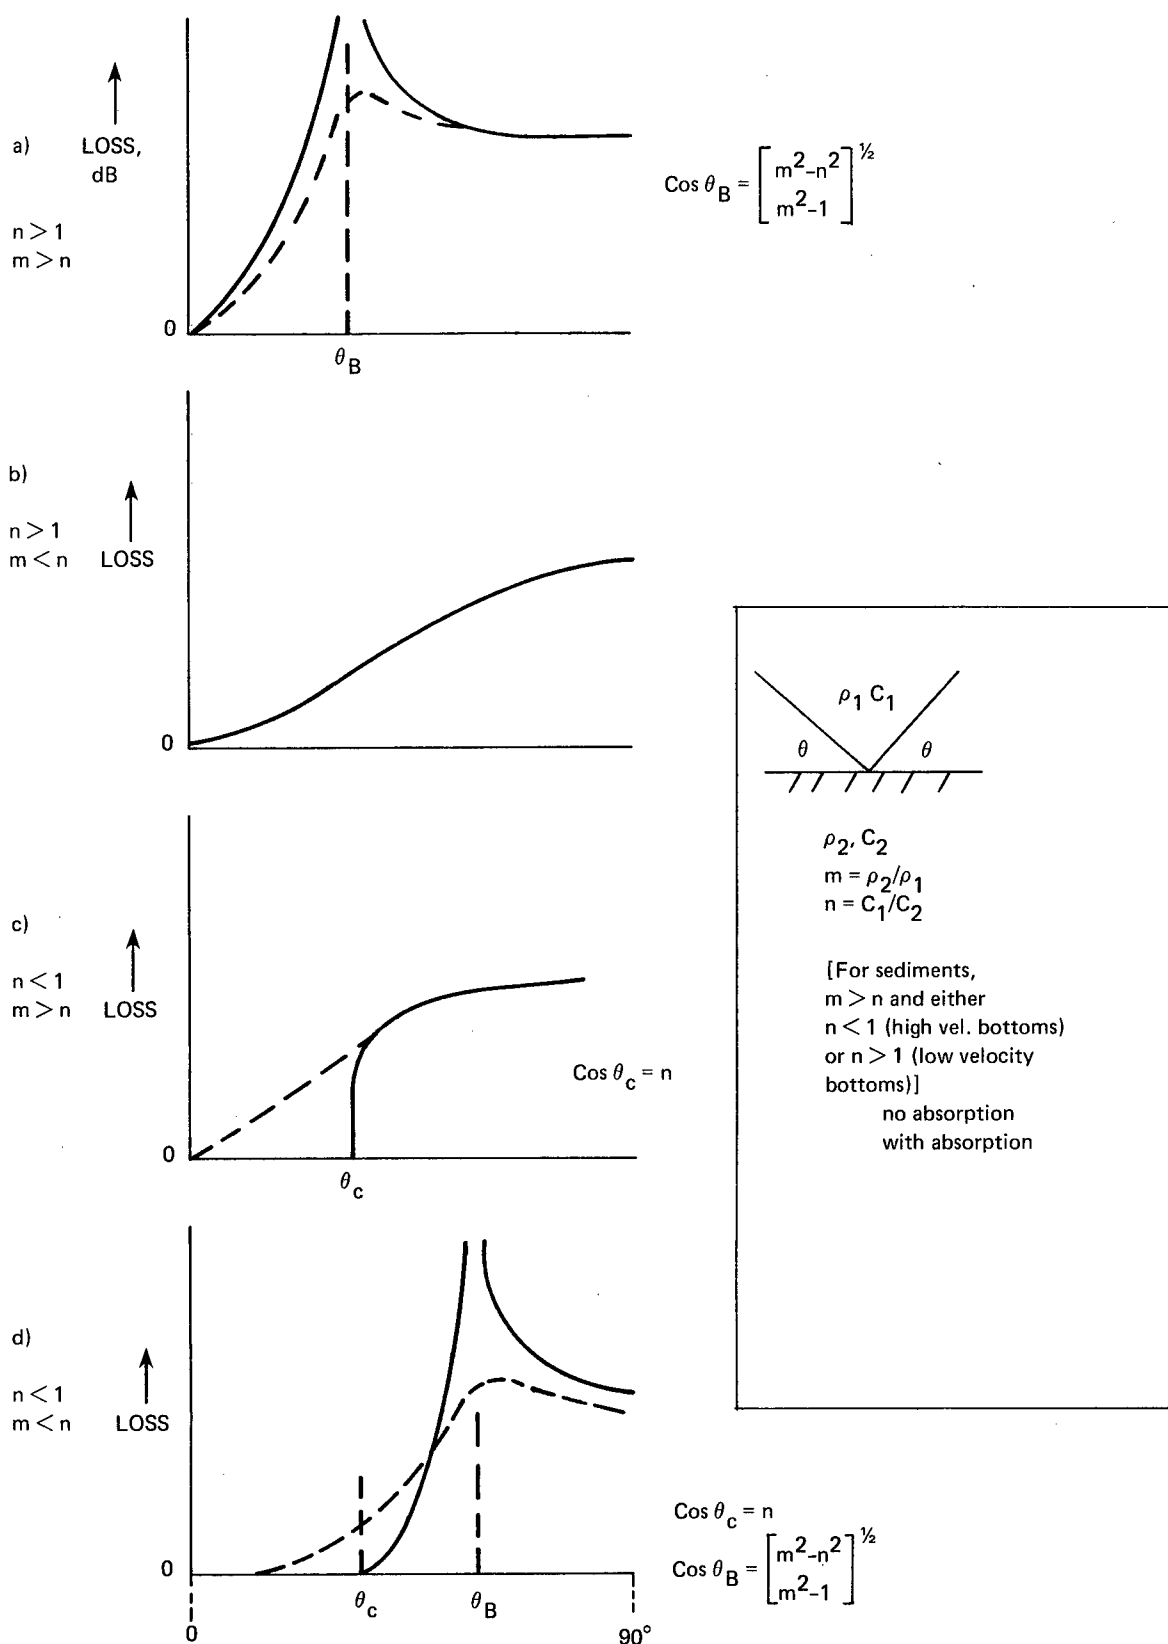 a)
LOSS,
dB
n > 1
m > n
0
θB
Cos θB = [m²-n² / m²-1]^½
b)
n > 1
m < n LOSS
0
c)
n < 1
m > n LOSS
0
θc
Cos θc = n
d)
n < 1
m < n LOSS
0
θc θB
0 90°
Cos θc = n
Cos θB = [m²-n² / m²-1]^½
ρ1 C1
θ θ
ρ2, C2
m = ρ2/ρ1
n = C1/C2
[For sediments,
m > n and either
n < 1 (high vel. bottoms)
or n > 1 (low velocity
bottoms)]
no absorption
with absorption